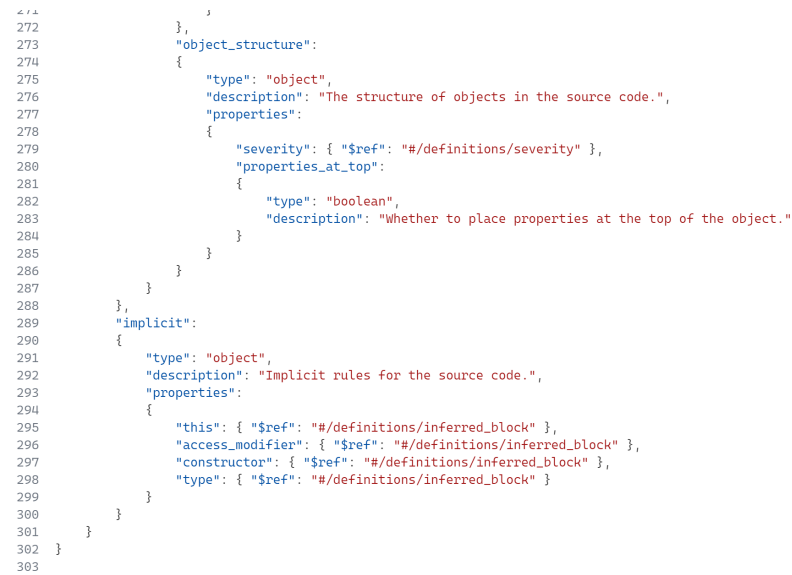 271                     }
272                 },
273                 "object_structure":
274                 {
275                     "type": "object",
276                     "description": "The structure of objects in the source code.",
277                     "properties":
278                     {
279                         "severity": { "$ref": "#/definitions/severity" },
280                         "properties_at_top":
281                         {
282                             "type": "boolean",
283                             "description": "Whether to place properties at the top of the object."
284                         }
285                     }
286                 }
287             }
288         },
289         "implicit":
290         {
291             "type": "object",
292             "description": "Implicit rules for the source code.",
293             "properties":
294             {
295                 "this": { "$ref": "#/definitions/inferred_block" },
296                 "access_modifier": { "$ref": "#/definitions/inferred_block" },
297                 "constructor": { "$ref": "#/definitions/inferred_block" },
298                 "type": { "$ref": "#/definitions/inferred_block" }
299             }
300         }
301     }
302 }
303